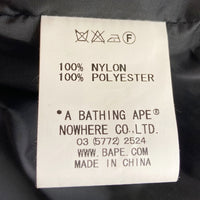 F
100% NYLON
100% POLYESTER
*A BATHING APE®
NOWHERE CO.,LTD.
03 (5772) 2524
WWW.BAPE.COM
MADE IN CHINA